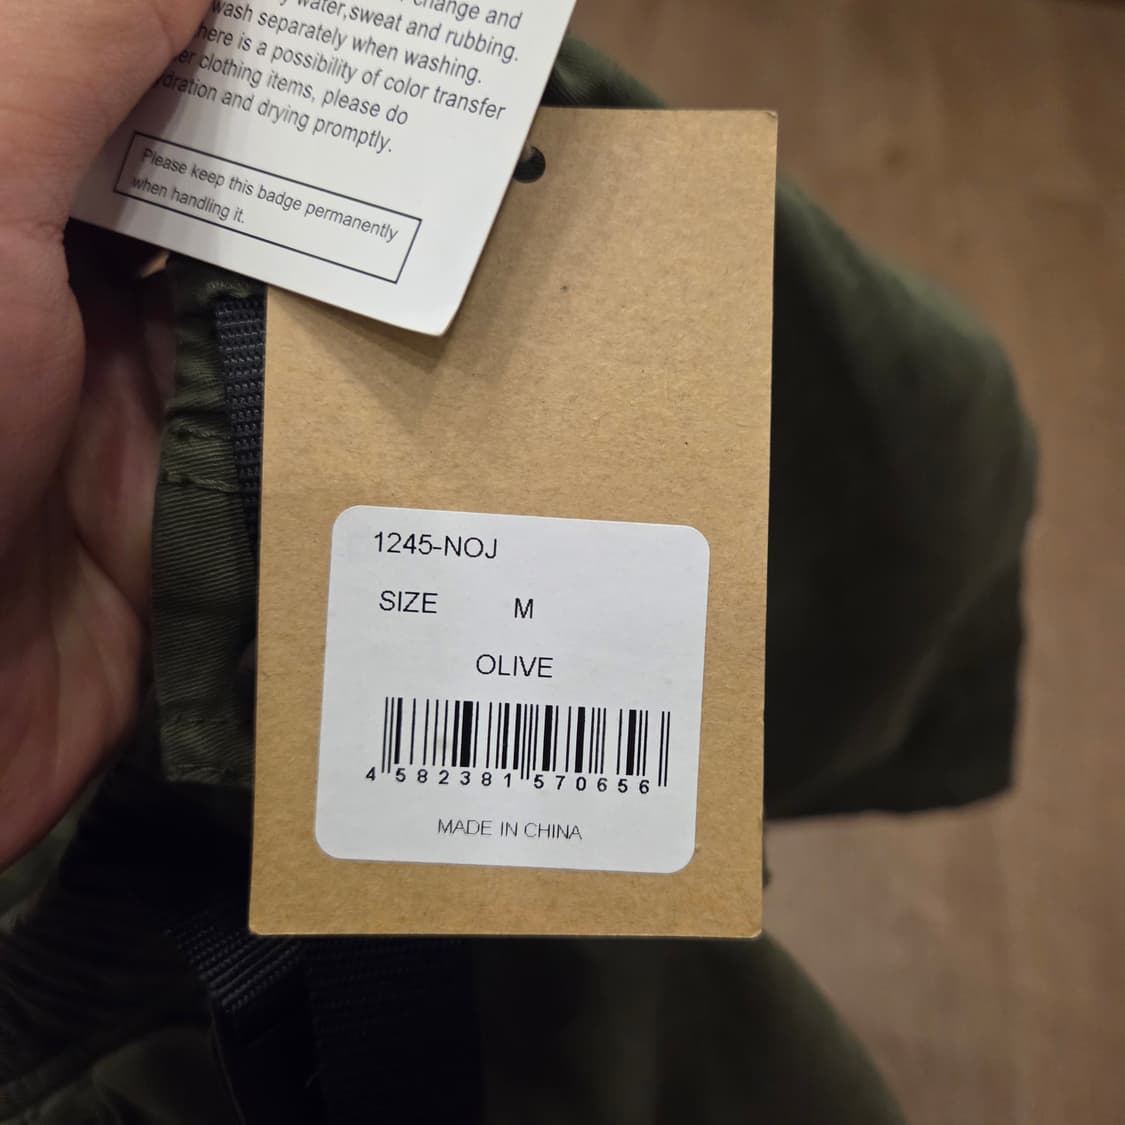 change and
water,sweat and rubbing.
wash separately when washing.
here is a possibility of color transfer
clothing items, please do
and drying promptly.
Please keep this badge permanently
when handling it.
1245-NOJ
SIZE M
OLIVE
4 582381 570656
MADE IN CHINA